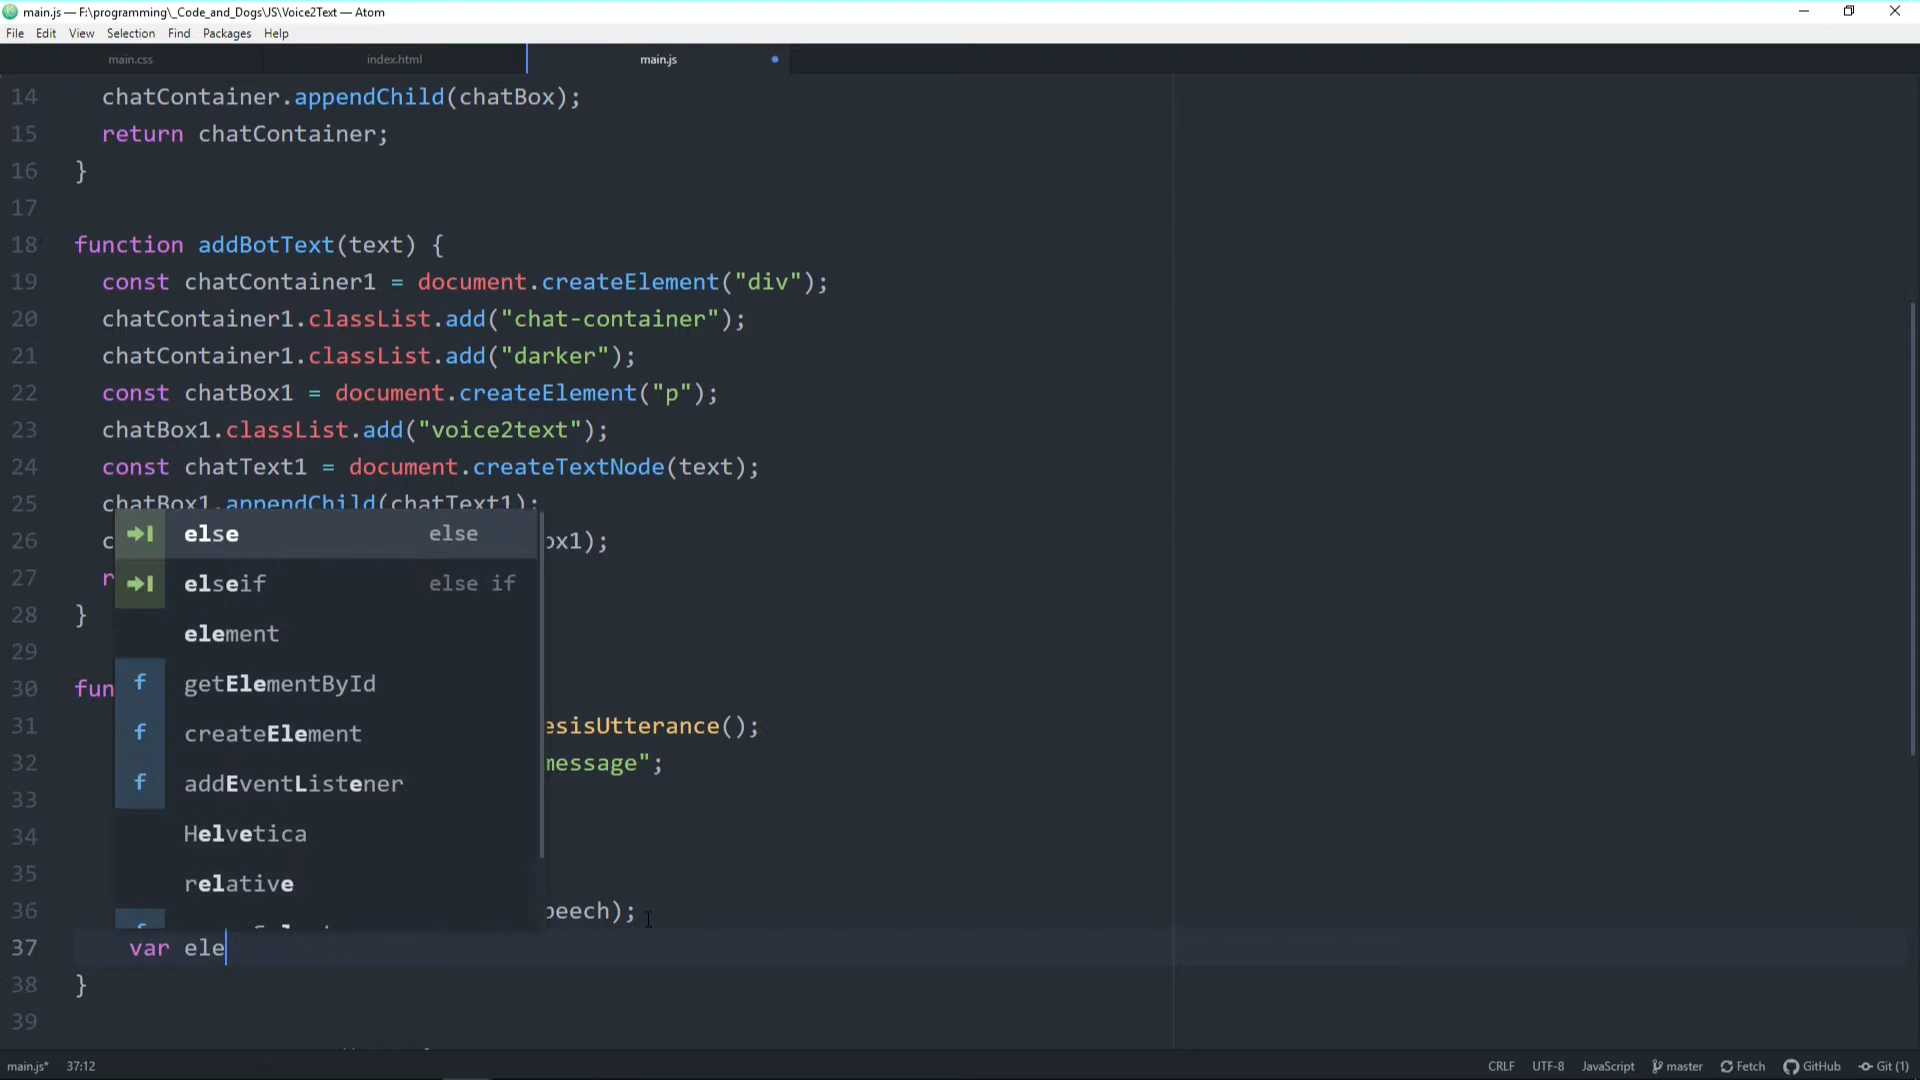 main.js — F:\programming\_Code_and_Dogs\JS\Voice2Text — Atom
File Edit View Selection Find Packages Help
main.css index.html main.js
14 chatContainer.appendChild(chatBox);
15 return chatContainer;
16 }
17
18 function addBotText(text) {
19 const chatContainer1 = document.createElement("div");
20 chatContainer1.classList.add("chat-container");
21 chatContainer1.classList.add("darker");
22 const chatBox1 = document.createElement("p");
23 chatBox1.classList.add("voice2text");
24 const chatText1 = document.createTextNode(text);
25 chatBox1.appendChild(chatText1);
26 c ox1);
27 r
28 }
29
30 fun
31 esisUtterance();
32 message";
33
34
35
36 peech);
37 var ele
38 }
39
else else
elseif else if
element
f getElementById
f createElement
f addEventListener
Helvetica
relative
main.js* 37:12 CRLF UTF-8 JavaScript master Fetch GitHub Git (1)